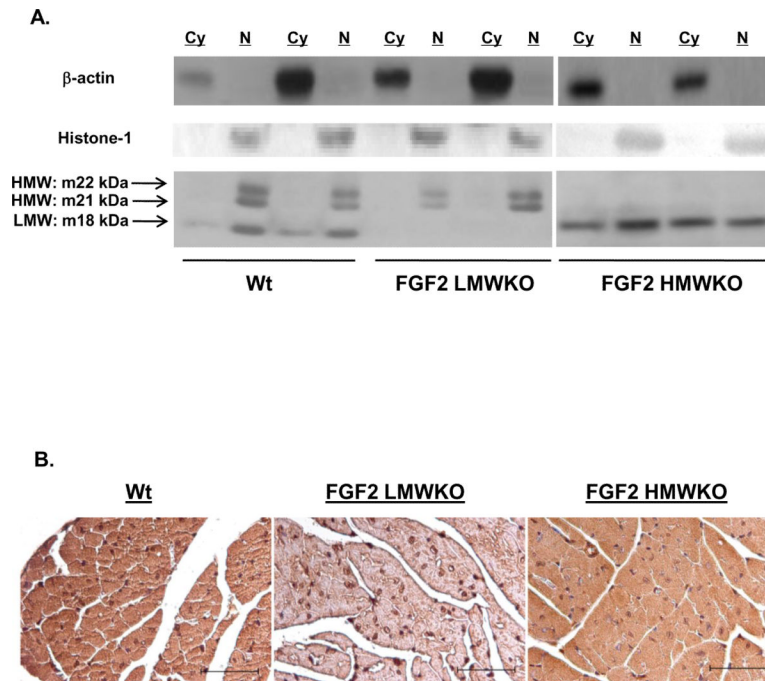 A.
Cy N Cy N Cy N Cy N Cy N Cy N
β-actin
Histone-1
HMW: m22 kDa
HMW: m21 kDa
LMW: m18 kDa
Wt FGF2 LMWKO FGF2 HMWKO
B.
Wt FGF2 LMWKO FGF2 HMWKO